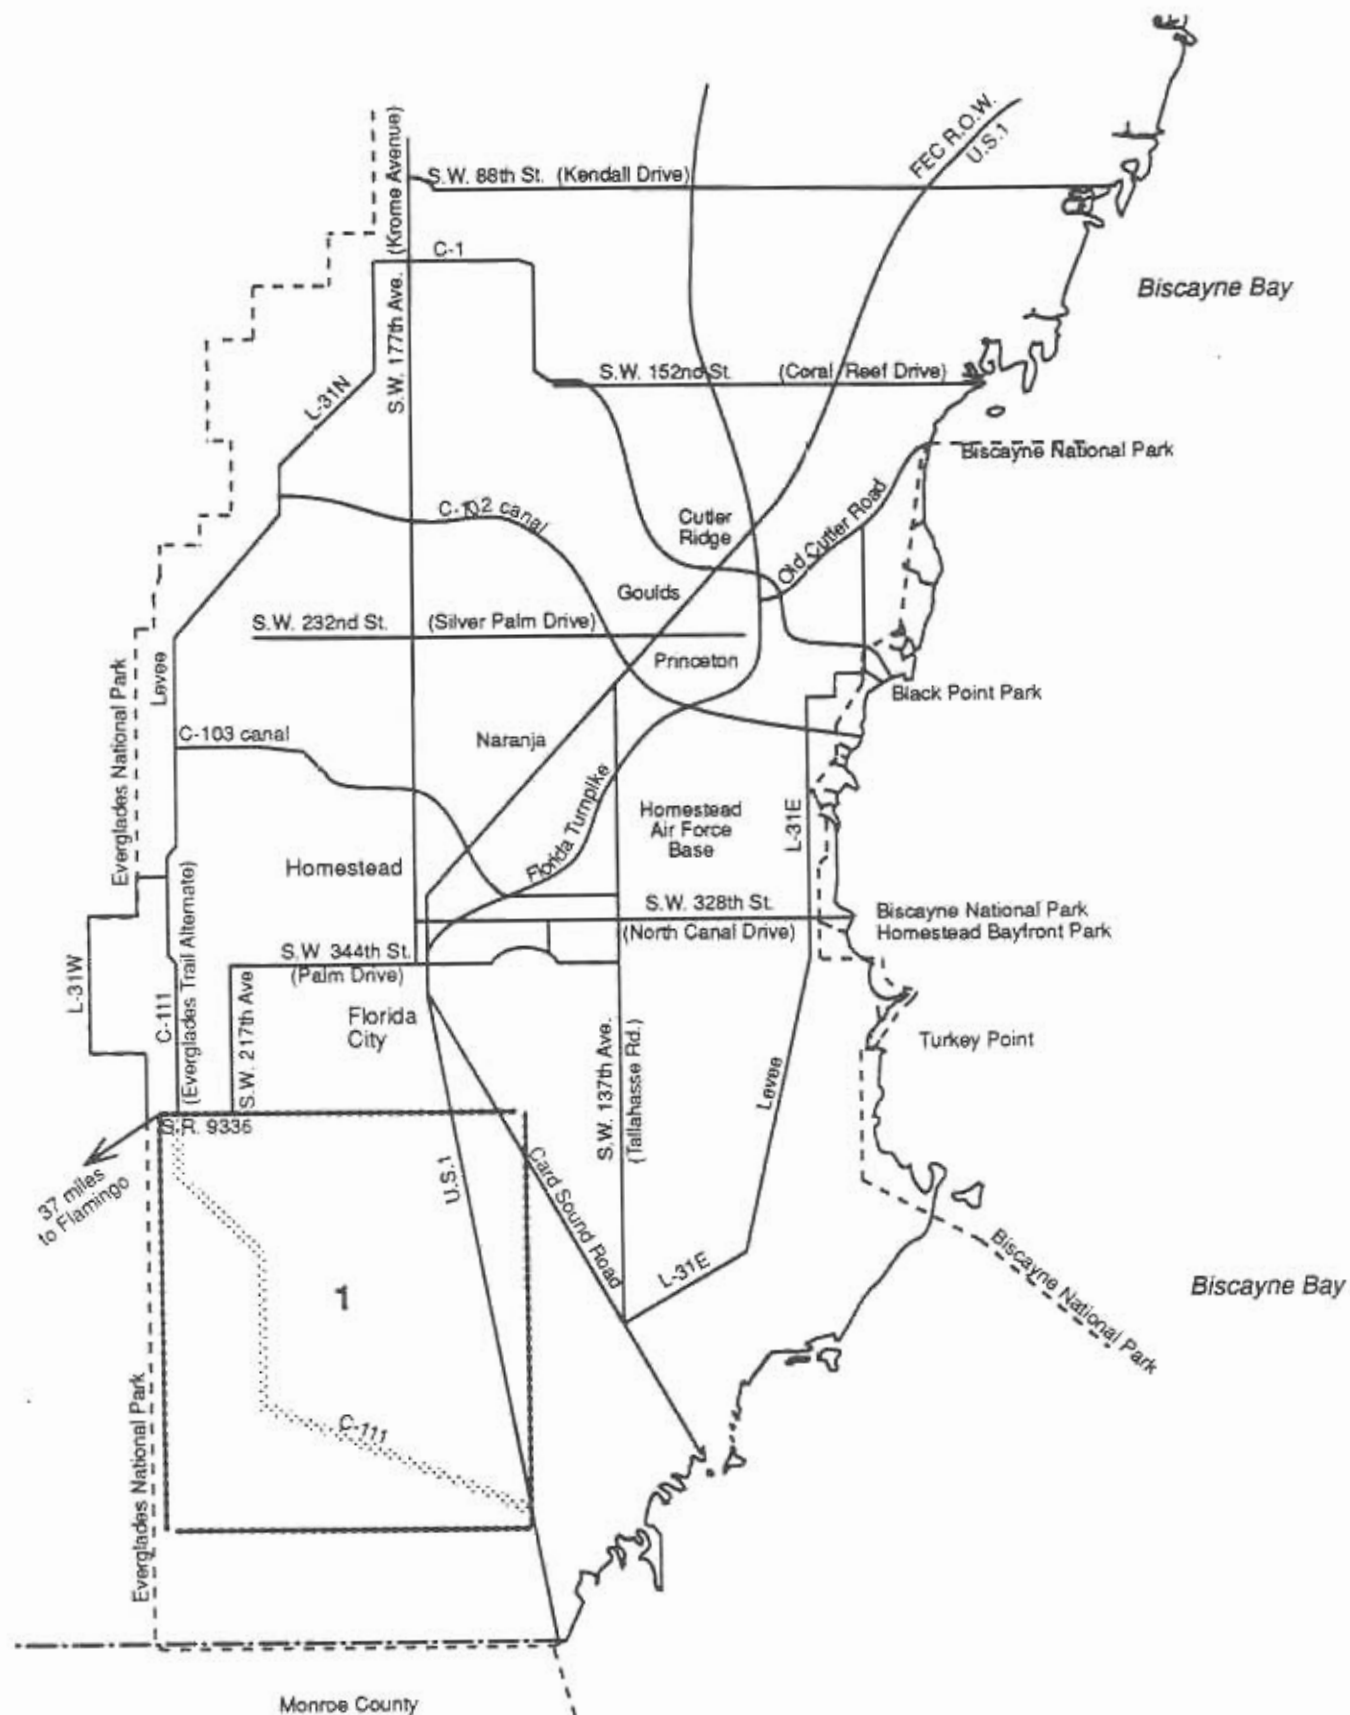 FEC R.O.W.
U.S.1
(Krome Avenue)
S.W. 88th St. (Kendall Drive)
C-1
Biscayne Bay
S.W. 177th Ave.
L-31N
S.W. 152nd St. (Coral Reef Drive)
Biscayne National Park
C-102 canal
Cutler
Ridge
Old Cutler Road
Goulds
S.W. 232nd St. (Silver Palm Drive)
Princeton
Everglades National Park
Levee
Black Point Park
C-103 canal
Naranja
Florida Turnpike
Homestead
Air Force
Base
L-31E
Homestead
S.W. 328th St.
(North Canal Drive)
Biscayne National Park
Homestead Bayfront Park
S.W 344th St.
(Palm Drive)
L-31W
C-111
(Everglades Trail Alternate)
S.W. 217th Ave
Florida
City
Turkey Point
S.W. 137th Ave.
(Tallahasse Rd.)
Levee
S.R. 9336
37 miles
to Flamingo
U.S.1
Card Sound Road
L-31E
Biscayne National Park
Biscayne Bay
1
C-111
Everglades National Park
Monroe County